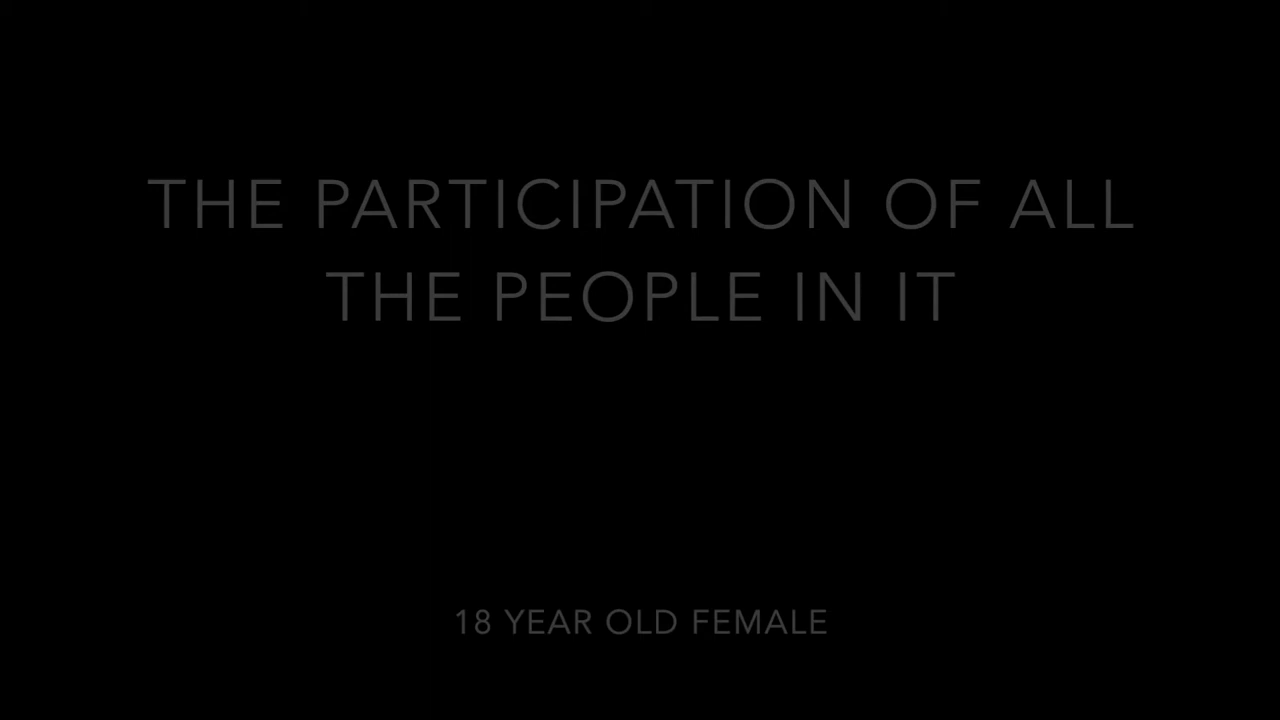 THE PARTICIPATION OF ALL
THE PEOPLE IN IT
18 YEAR OLD FEMALE